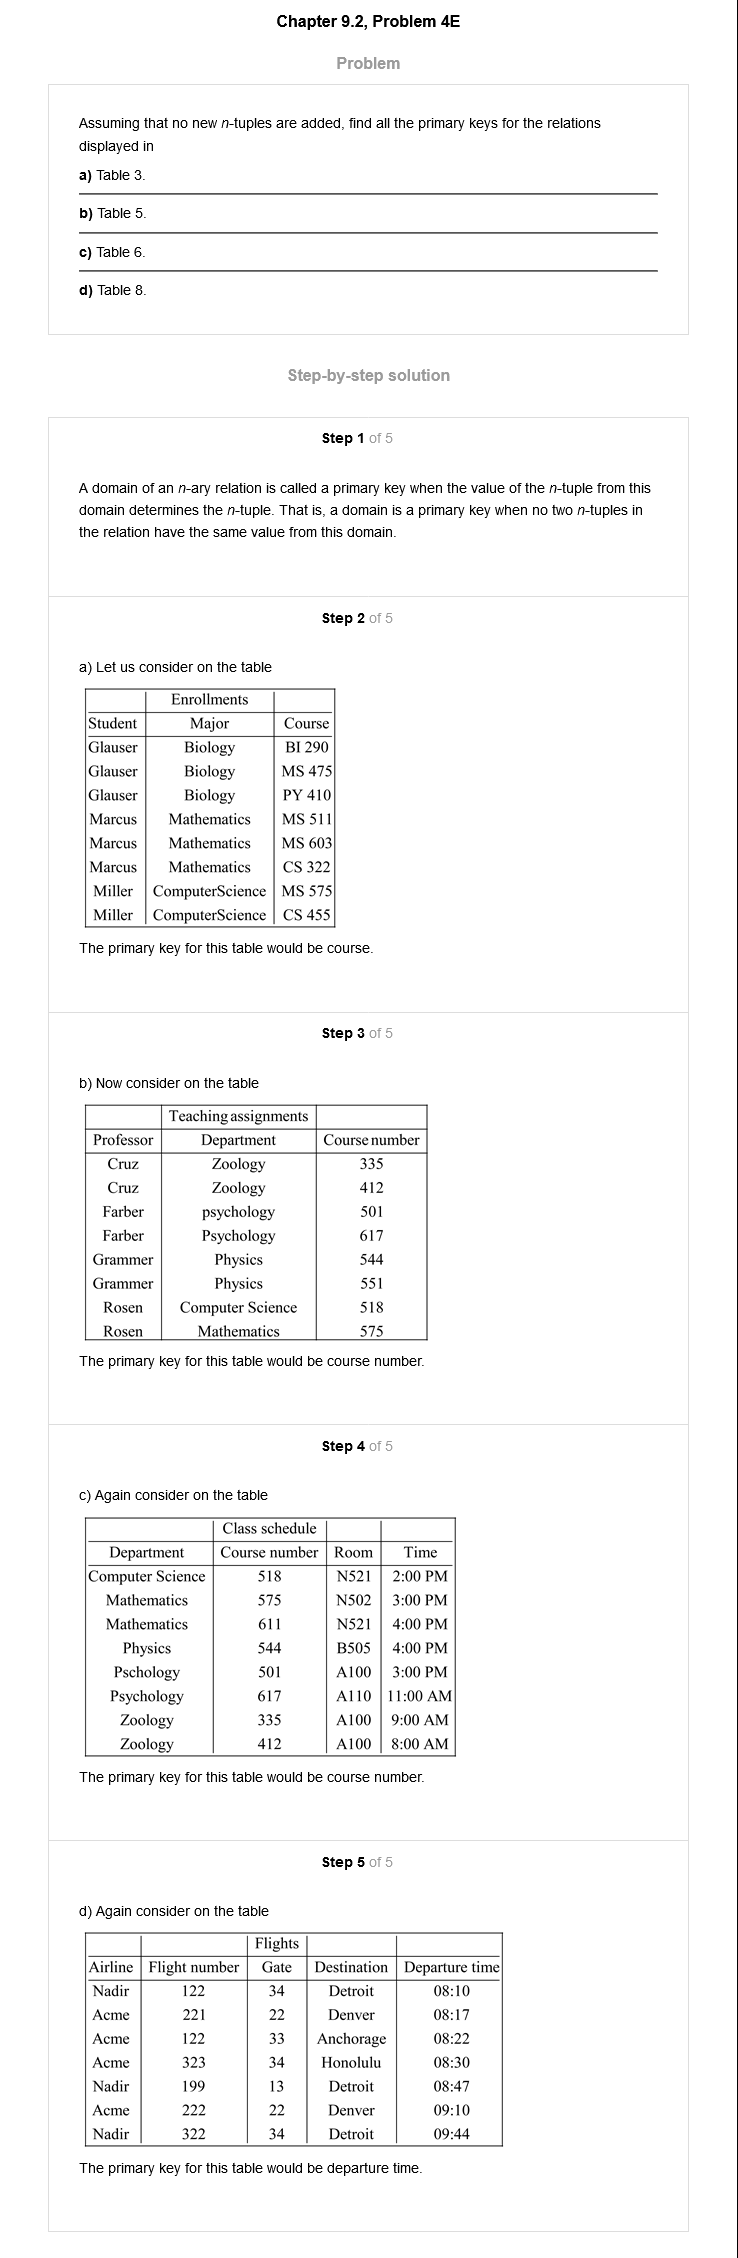 Chapter 9.2, Problem 4E
Problem
Assuming that no new n-tuples are added, find all the primary keys for the relations
displayed in
a) Table 3.
b) Table 5.
c) Table 6.
d) Table 8.
Step-by-step solution
Step 1 of 5
A domain of an n-ary relation is called a primary key when the value of the n-tuple from this
domain determines the n-tuple. That is, a domain is a primary key when no two n-tuples in
the relation have the same value from this domain.
Step 2 of 5
a) Let us consider on the table
Enrollments
Student Major Course
Glauser Biology BI 290
Glauser Biology MS 475
Glauser Biology PY 410
Marcus Mathematics MS 511
Marcus Mathematics MS 603
Marcus Mathematics CS 322
Miller ComputerScience MS 575
Miller ComputerScience CS 455
The primary key for this table would be course.
Step 3 of 5
b) Now consider on the table
Teaching assignments
Professor Department Course number
Cruz Zoology 335
Cruz Zoology 412
Farber psychology 501
Farber Psychology 617
Grammer Physics 544
Grammer Physics 551
Rosen Computer Science 518
Rosen Mathematics 575
The primary key for this table would be course number.
Step 4 of 5
c) Again consider on the table
Class schedule
Department Course number Room Time
Computer Science 518 N521 2:00 PM
Mathematics 575 N502 3:00 PM
Mathematics 611 N521 4:00 PM
Physics 544 B505 4:00 PM
Pschology 501 A100 3:00 PM
Psychology 617 A110 11:00 AM
Zoology 335 A100 9:00 AM
Zoology 412 A100 8:00 AM
The primary key for this table would be course number.
Step 5 of 5
d) Again consider on the table
Flights
Airline Flight number Gate Destination Departure time
Nadir 122 34 Detroit 08:10
Acme 221 22 Denver 08:17
Acme 122 33 Anchorage 08:22
Acme 323 34 Honolulu 08:30
Nadir 199 13 Detroit 08:47
Acme 222 22 Denver 09:10
Nadir 322 34 Detroit 09:44
The primary key for this table would be departure time.